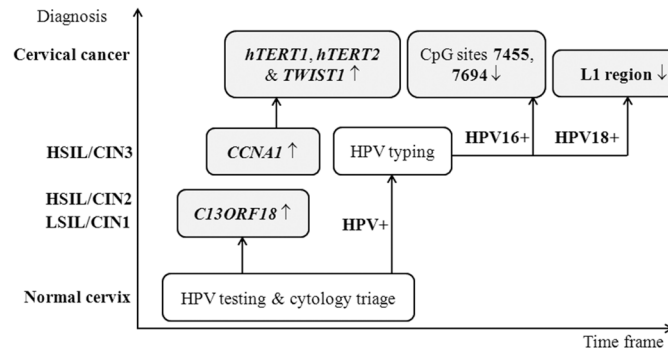 Diagnosis
Cervical cancer
hTERT1, hTERT2
& TWIST1 ↑
CpG sites 7455,
7694 ↓
L1 region ↓
HPV16+
HPV18+
HSIL/CIN3
CCNA1 ↑
HPV typing
HSIL/CIN2
LSIL/CIN1
C13ORF18 ↑
HPV+
Normal cervix
HPV testing & cytology triage
Time frame